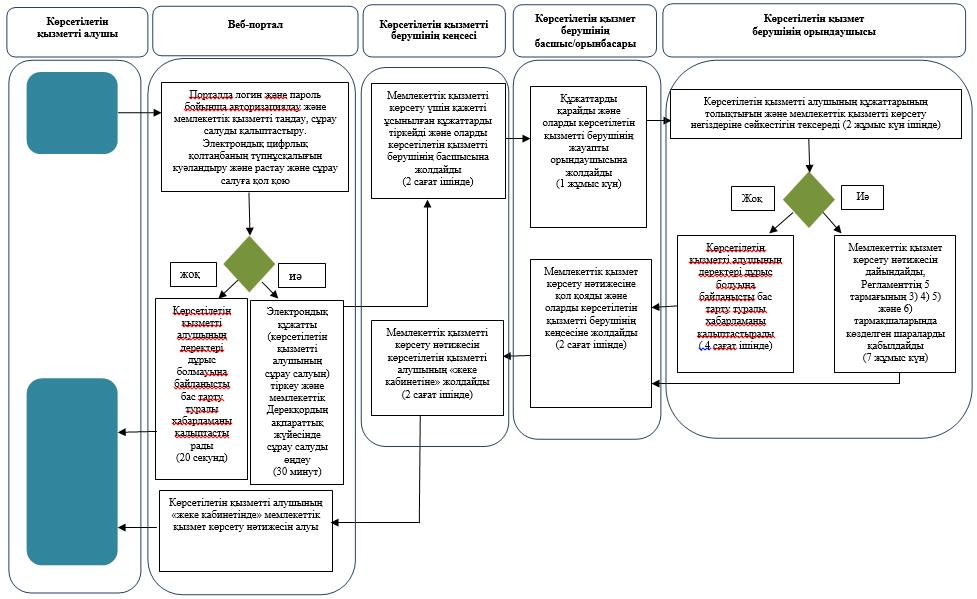 Көрсетілетін
қызметті алушы
Веб-портал
Көрсетілетін қызметті
берушінің кеңсесі
Көрсетілетін қызмет
берушінің
басшыс/орынбасары
Көрсетілетін қызмет
берушінің орындаушысы
Порталда логин және пароль
бойынша авторизациялау және
мемлекеттік қызметті таңдау, сұрау
салуды қалыптастыру.
Электрондық цифрлық
қолтаңбаның түпнұсқалығын
куәландыру және растау және сұрау
салуға қол қою
Мемлекеттік қызметті
көрсету үшін қажетті
ұсынылған құжаттарды
тіркейді және оларды
көрсетілетін қызметті
берушінің басшысына
жолдайды
(2 сағат ішінде)
Құжаттарды
қарайды және
оларды көрсетілетін
қызметті берушінің
жауапты
орындаушысына
жолдайды
(1 жұмыс күн)
Көрсетілетін қызметті алушының құжаттарының
толықтығын және мемлекеттік қызметті көрсету
негіздеріне сәйкестігін тексереді (2 жұмыс күн ішінде)
Жоқ
Иә
жоқ
иә
Көрсетілетін
қызметті
алушының
деректері
дұрыс
болмауына
байланысты
бас тарту
туралы
хабарламаны
қалыптасты
рады
(20 секунд)
Электрондық
құжатты
(көрсетілетін
қызметті
алушының
сұрау салуын)
тіркеу және
мемлекеттік
Дерекқордың
ақпараттық
жүйесінде
сұрау салуды
өңдеу
(30 минут)
Мемлекеттік қызметті
көрсету нәтижесін
көрсетілетін қызметті
алушының «жеке
кабинетіне» жолдайды
(2 сағат ішінде)
Мемлекеттік қызмет
көрсету нәтижесіне
қол қояды және
оларды көрсетілетін
қызметті берушінің
кеңсесіне жолдайды
(2 сағат ішінде)
Көрсетілетін
қызметті алушының
деректері дұрыс
болуына
байланысты бас
тарту туралы
хабарламаны
қалыптастырады
( 4 сағат ішінде)
Мемлекеттік қызмет
көрсету нәтижесін
дайындайды,
Регламенттің 5
тармағының 3) 4) 5)
және 6)
тармақшаларында
көзделген шараларды
қабылдайды
(7 жұмыс күн)
Көрсетілетін қызметті алушының
«жеке кабинетінде» мемлекеттік
қызмет көрсету нәтижесін алуы